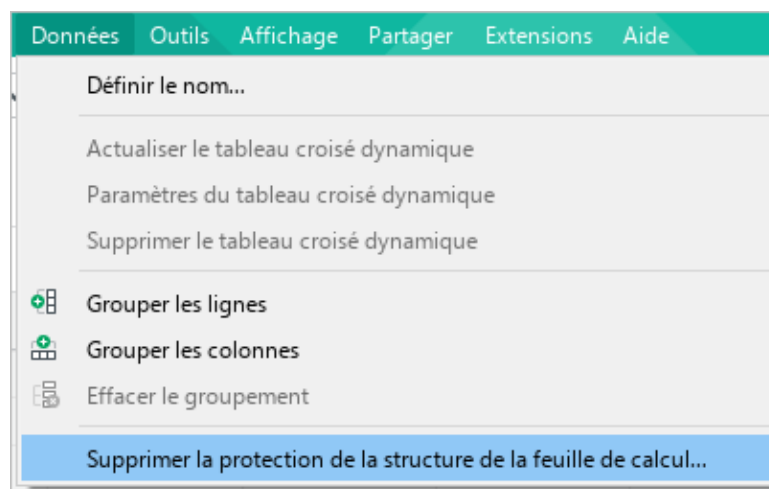 Données Outils Affichage Partager Extensions Aide
Définir le nom...
Actualiser le tableau croisé dynamique
Paramètres du tableau croisé dynamique
Supprimer le tableau croisé dynamique
Grouper les lignes
Grouper les colonnes
Effacer le groupement
Supprimer la protection de la structure de la feuille de calcul...